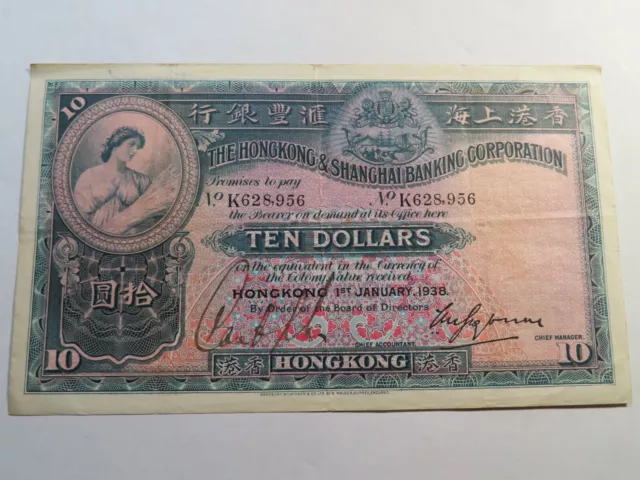 10
行銀豐滙 海上港香
THE HONGKONG & SHANGHAI BANKING CORPORATION
Promises to pay
No K628,956 No K628,956
the Bearer on demand at its Office here
TEN DOLLARS
or the equivalent in the Currency of
the Colony Value received.
圓拾
HONGKONG 1ST JANUARY, 1938.
By Order of the Board of Directors
CHIEF ACCOUNTANT.
CHIEF MANAGER.
10 港香 HONGKONG 港香 10